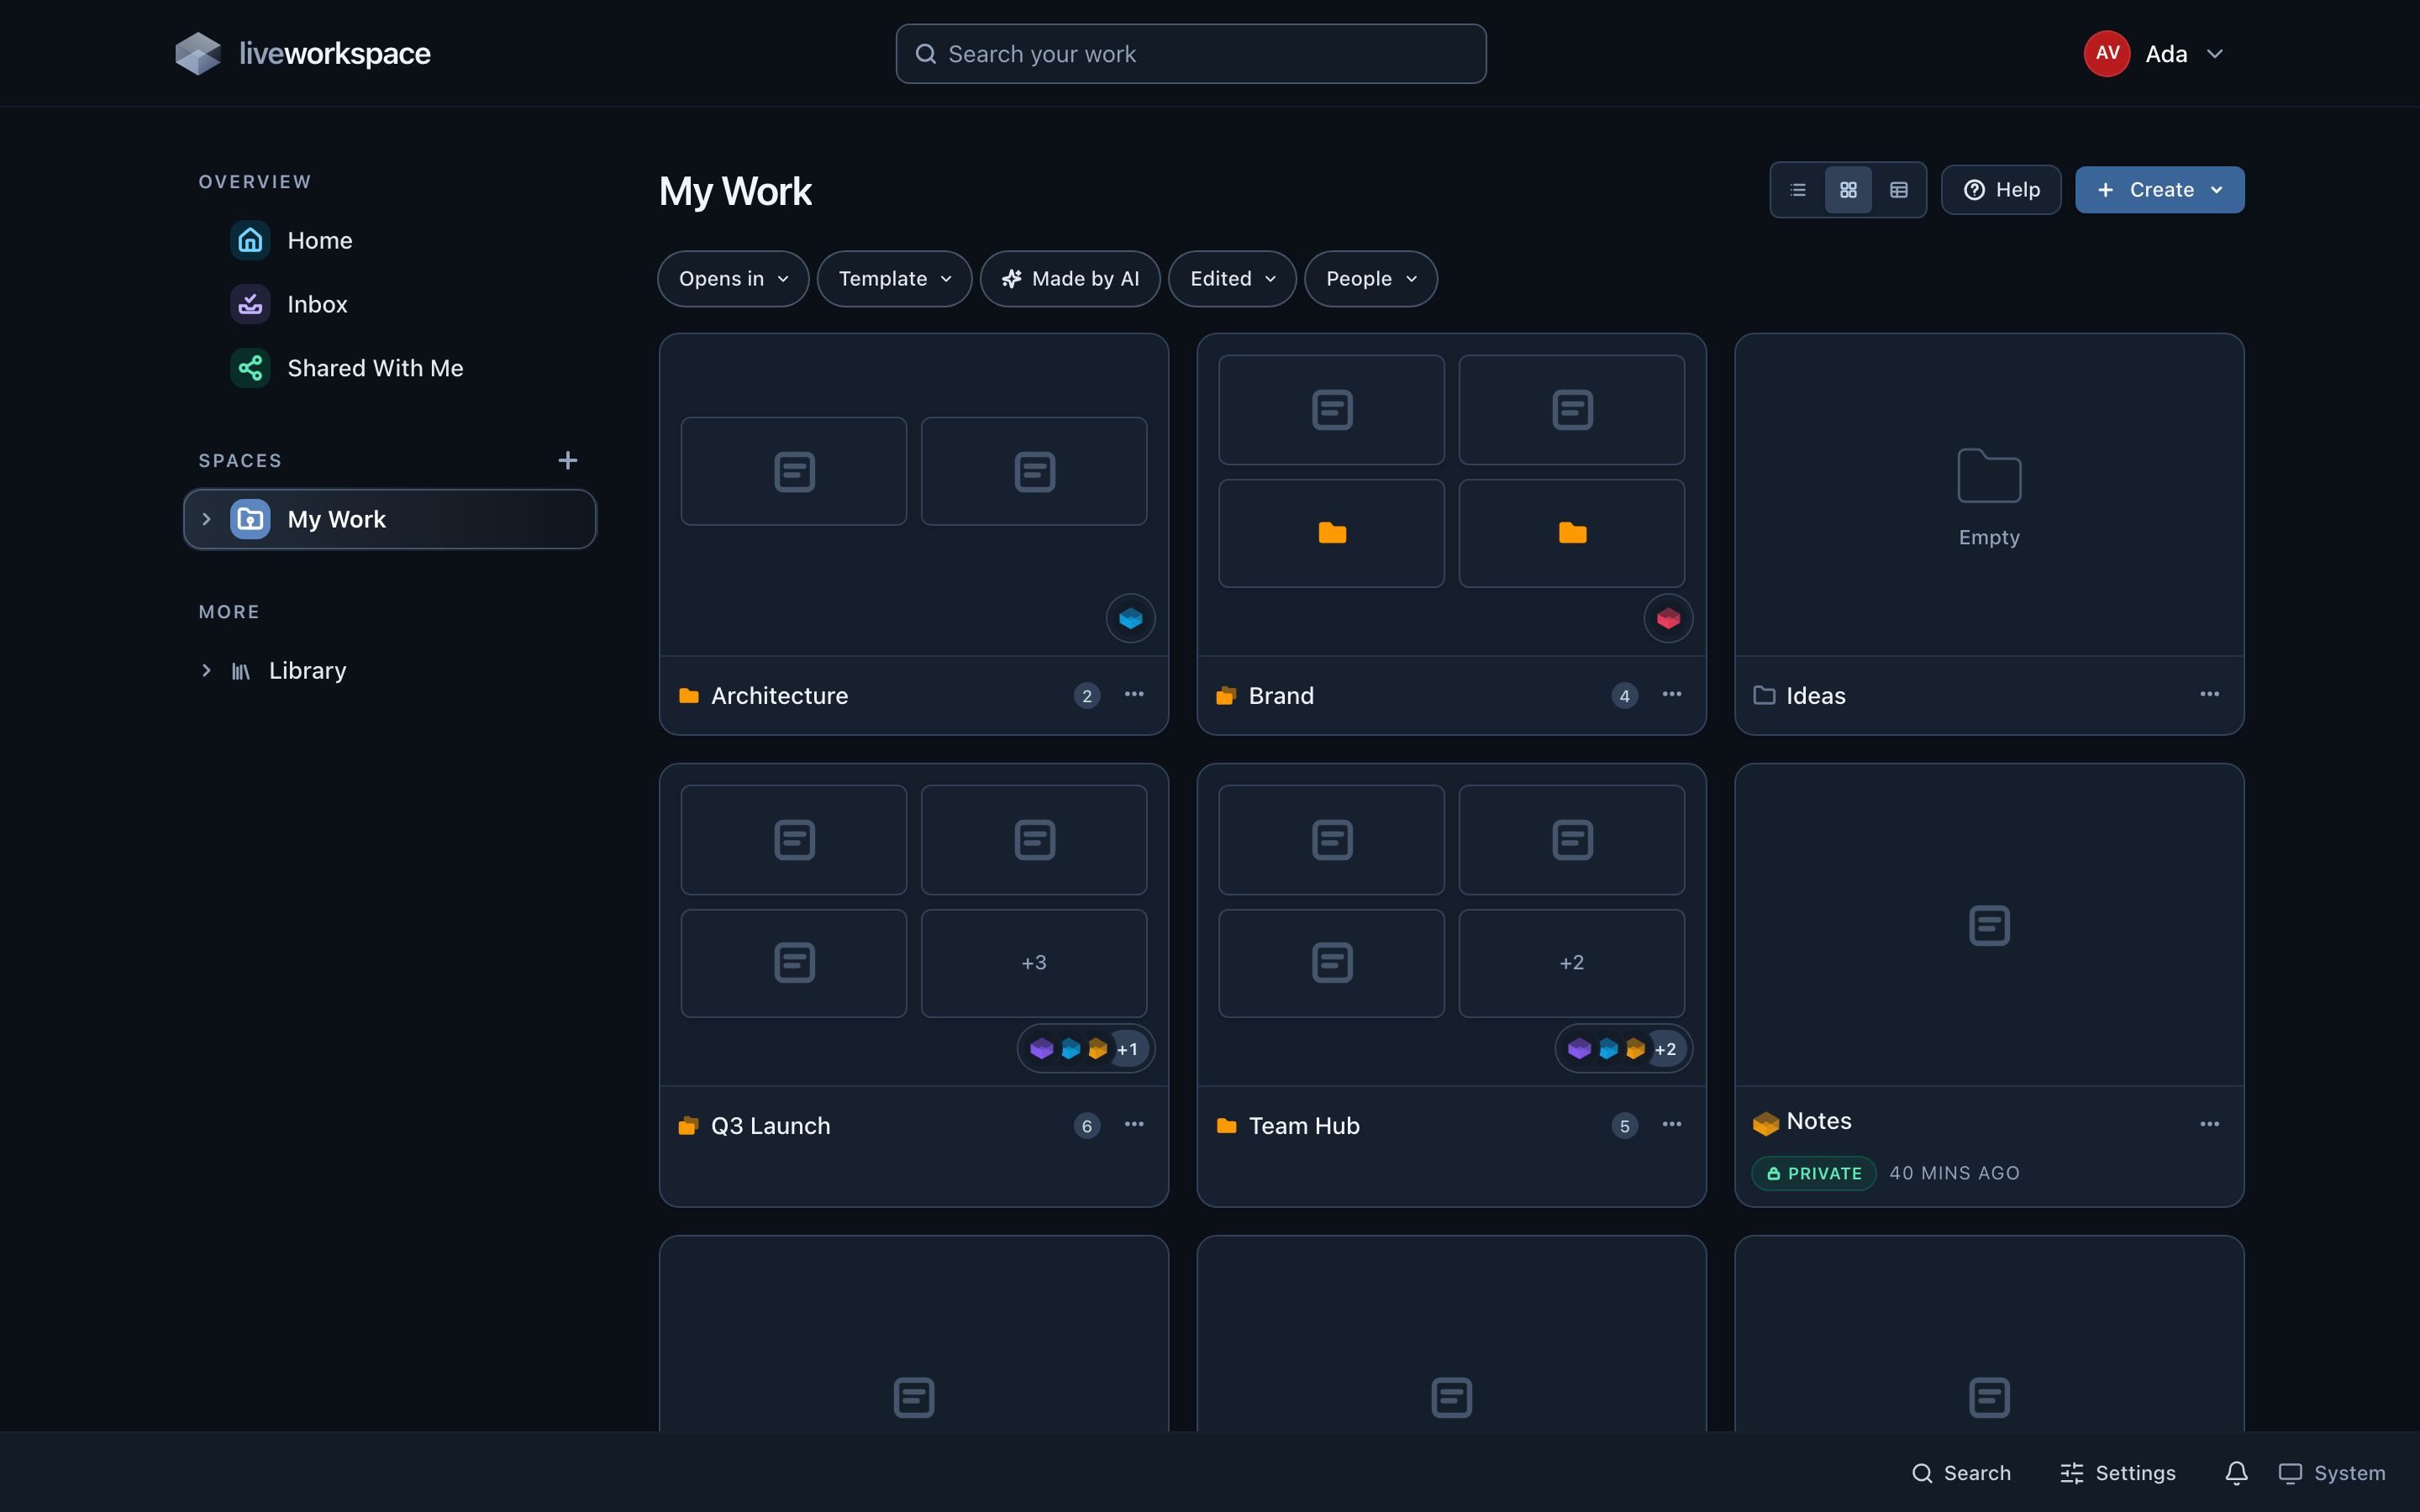 liveworkspace
Search your work
AV
Ada
OVERVIEW
Home
Inbox
Shared With Me
SPACES
My Work
MORE
Library
My Work
Help
Create
Opens in
Template
Made by AI
Edited
People
Empty
Architecture
2
Brand
4
Ideas
+3
+1
+2
+2
Q3 Launch
6
Team Hub
5
Notes
PRIVATE
40 MINS AGO
Search
Settings
System